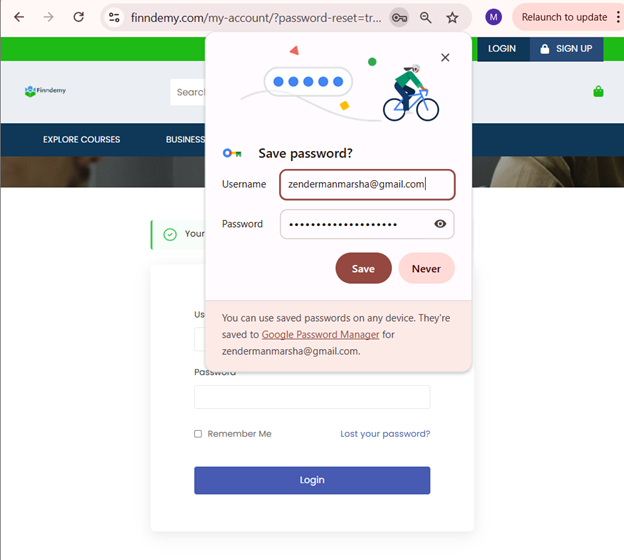 finndemy.com/my-account/?password-reset=tr...
M
Relaunch to update
LOGIN
SIGN UP
Finndemy
Search
EXPLORE COURSES
BUSINESS
Save password?
Username
zendermanmarsha@gmail.com
Password
••••••••••••••••••••
Save
Never
You can use saved passwords on any device. They're
saved to Google Password Manager for
zendermanmarsha@gmail.com.
Your
Us
Password
Remember Me
Lost your password?
Login